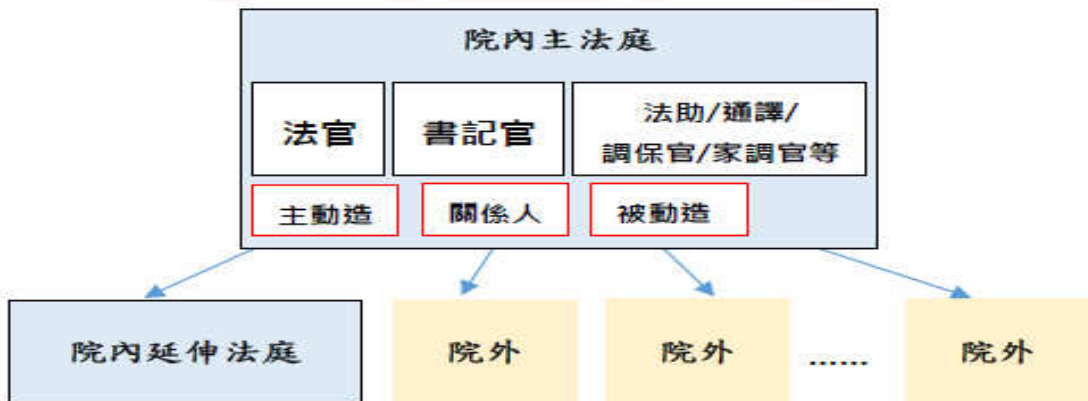 院內主法庭
法官
書記官
法助/通譯/
調保官/家調官等
主動造
關係人
被動造
院內延伸法庭
院外
院外
......
院外